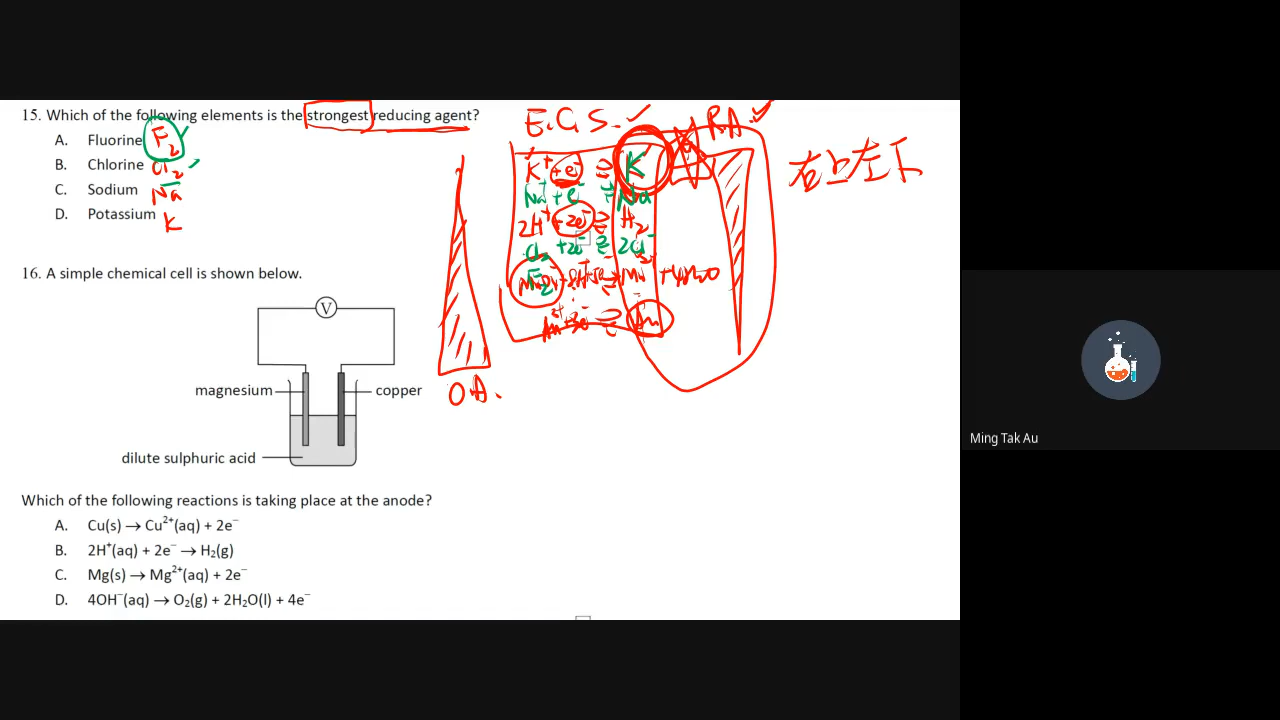 15. Which of the following elements is the strongest reducing agent?
A. Fluorine F₂
B. Chlorine Cl₂
C. Sodium Na
D. Potassium K
E.C.S. R.A.
K⁺ + e⁻ ⇌ K
Na⁺ + e⁻ ⇌ Na
2H⁺ + 2e⁻ ⇌ H₂
Cl₂ + 2e⁻ ⇌ 2Cl⁻
F₂
O.A.
右上左下
16. A simple chemical cell is shown below.
V
magnesium
copper
dilute sulphuric acid
Which of the following reactions is taking place at the anode?
A. Cu(s) → Cu²⁺(aq) + 2e⁻
B. 2H⁺(aq) + 2e⁻ → H₂(g)
C. Mg(s) → Mg²⁺(aq) + 2e⁻
D. 4OH⁻(aq) → O₂(g) + 2H₂O(l) + 4e⁻
Ming Tak Au